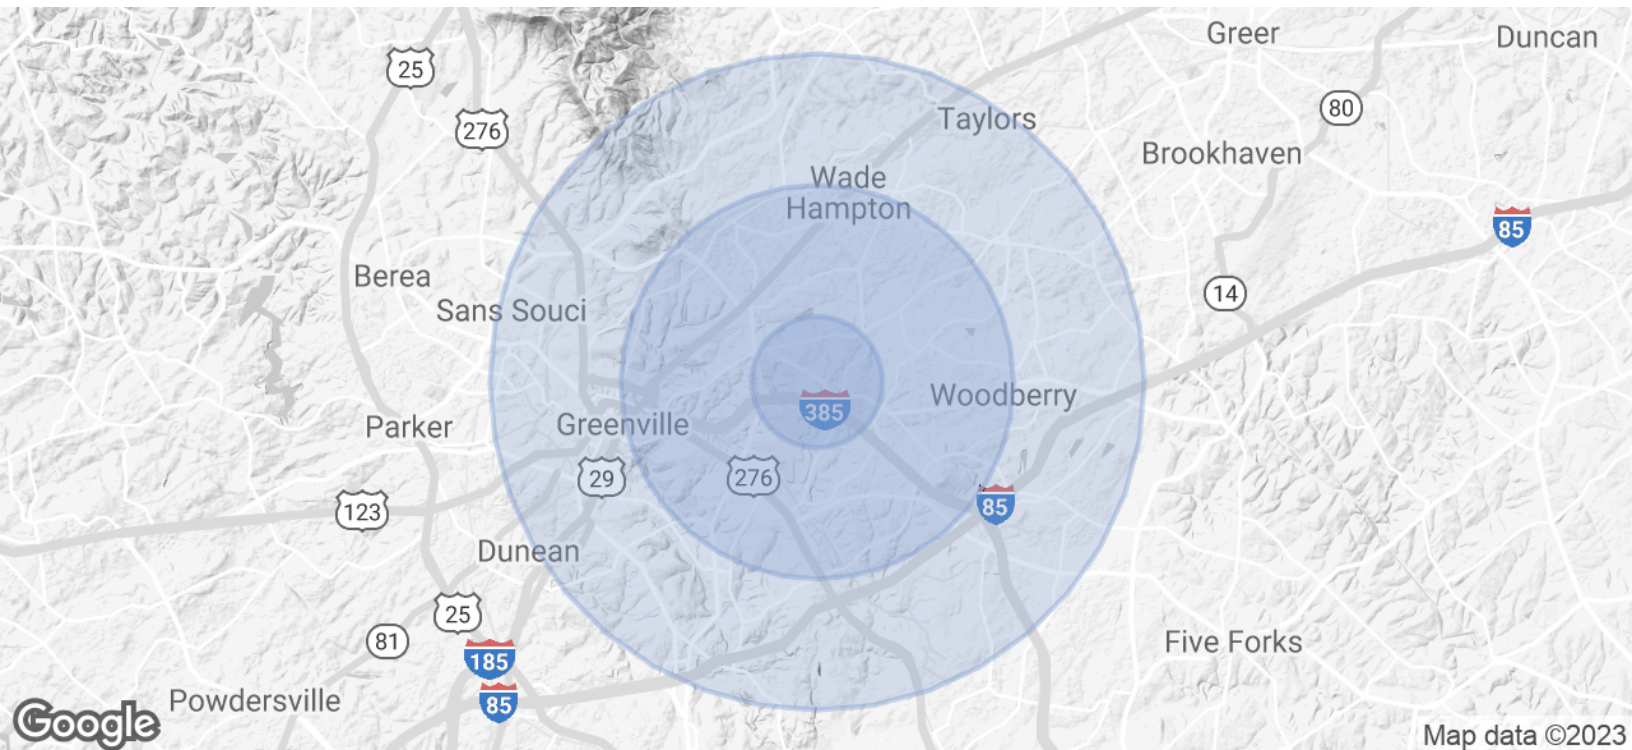 Greer
Duncan
25
80
Taylors
276
Brookhaven
Wade
Hampton
85
Berea
14
Sans Souci
Woodberry
385
Parker
Greenville
29
276
85
123
Dunean
25
81
Five Forks
185
Powdersville
85
Google
Map data ©2023